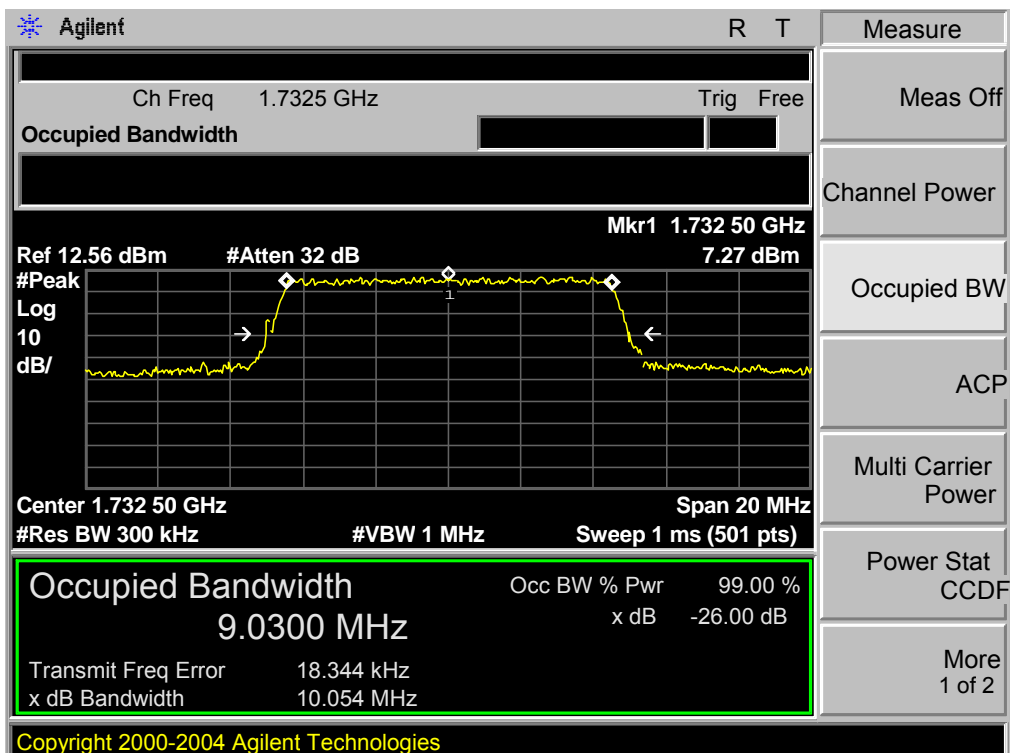 Agilent R T Measure
Ch Freq 1.7325 GHz Trig Free
Occupied Bandwidth
Meas Off
Channel Power
Mkr1 1.732 50 GHz
Ref 12.56 dBm #Atten 32 dB 7.27 dBm
#Peak
Log
10
dB/
1
Occupied BW
ACP
Multi Carrier
Power
Center 1.732 50 GHz Span 20 MHz
#Res BW 300 kHz #VBW 1 MHz Sweep 1 ms (501 pts)
Power Stat
CCDF
Occupied Bandwidth Occ BW % Pwr 99.00 %
9.0300 MHz x dB -26.00 dB
Transmit Freq Error 18.344 kHz
x dB Bandwidth 10.054 MHz
More
1 of 2
Copyright 2000-2004 Agilent Technologies